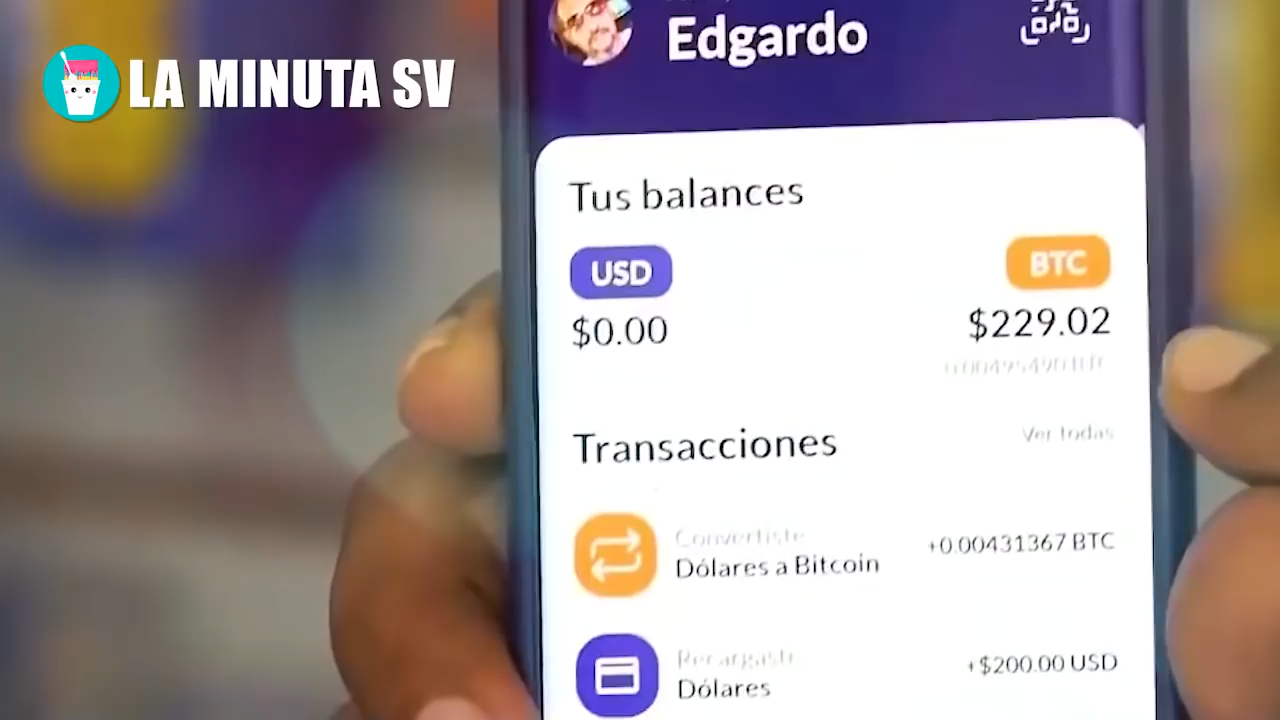 LA MINUTA SV
Edgardo
Tus balances
USD
BTC
$0.00
$229.02
Transacciones
Ver todas
Convertiste
Dólares a Bitcoin
+0.00431367 BTC
Dólares
+$200.00 USD